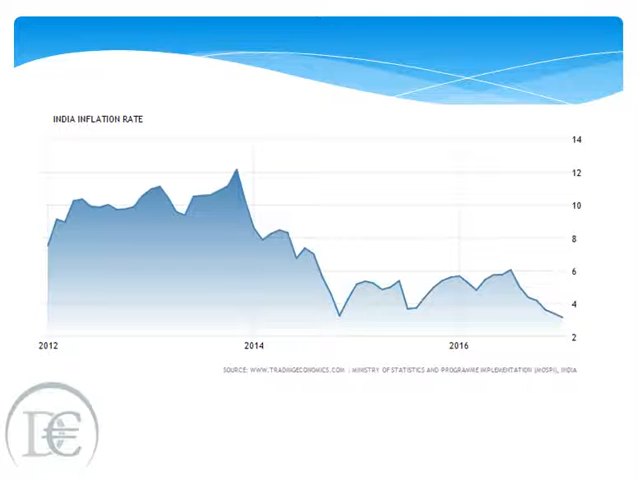 INDIA INFLATION RATE
14
12
10
8
6
4
2
2012 2014 2016
SOURCE: WWW.TRADINGECONOMICS.COM : MINISTRY OF STATISTICS AND PROGRAMME IMPLEMENTATION (MOSPI), INDIA